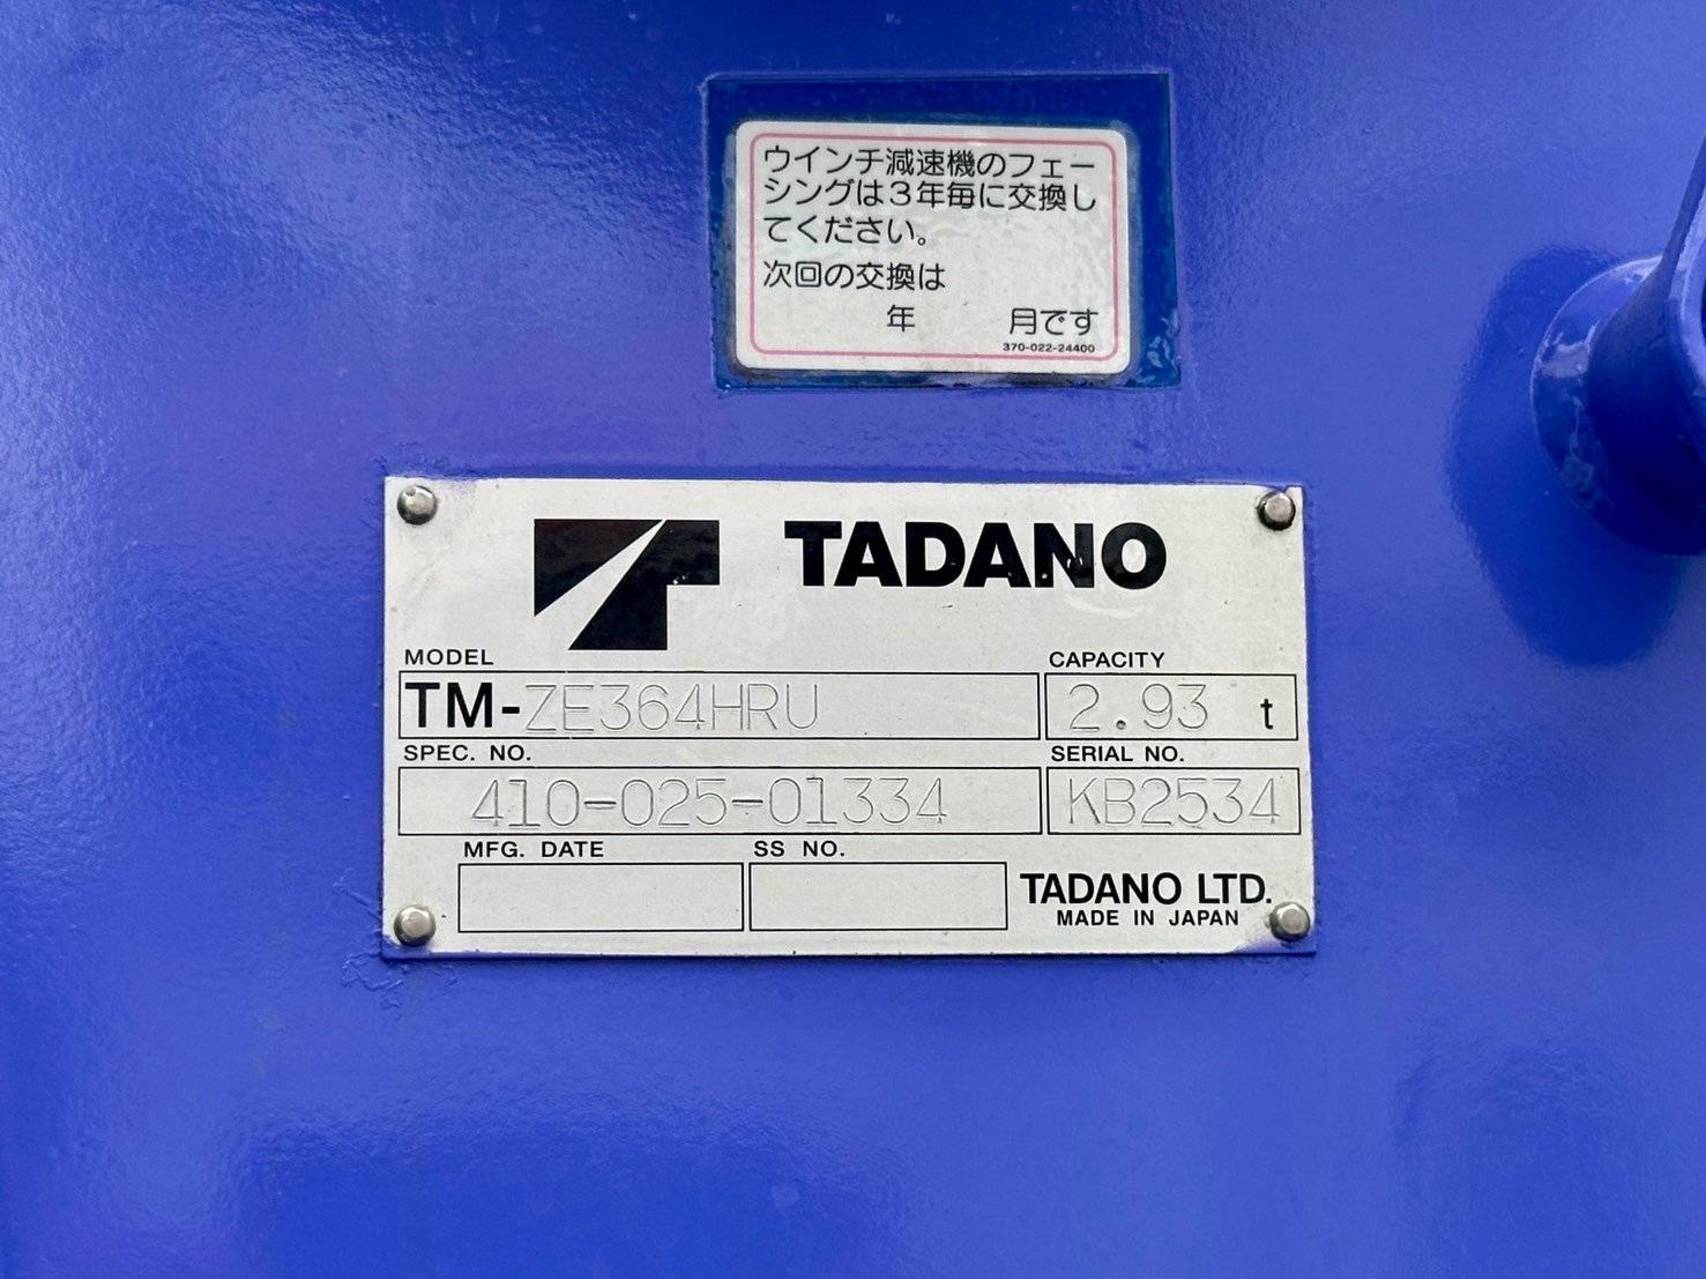 ウインチ減速機のフェー
シングは3年毎に交換し
てください。
次回の交換は
年 月です
370-022-24400
TADANO
MODEL CAPACITY
TM-ZE364HRU 2.93 t
SPEC. NO. SERIAL NO.
410-025-01334 KB2534
MFG. DATE SS NO.
TADANO LTD.
MADE IN JAPAN